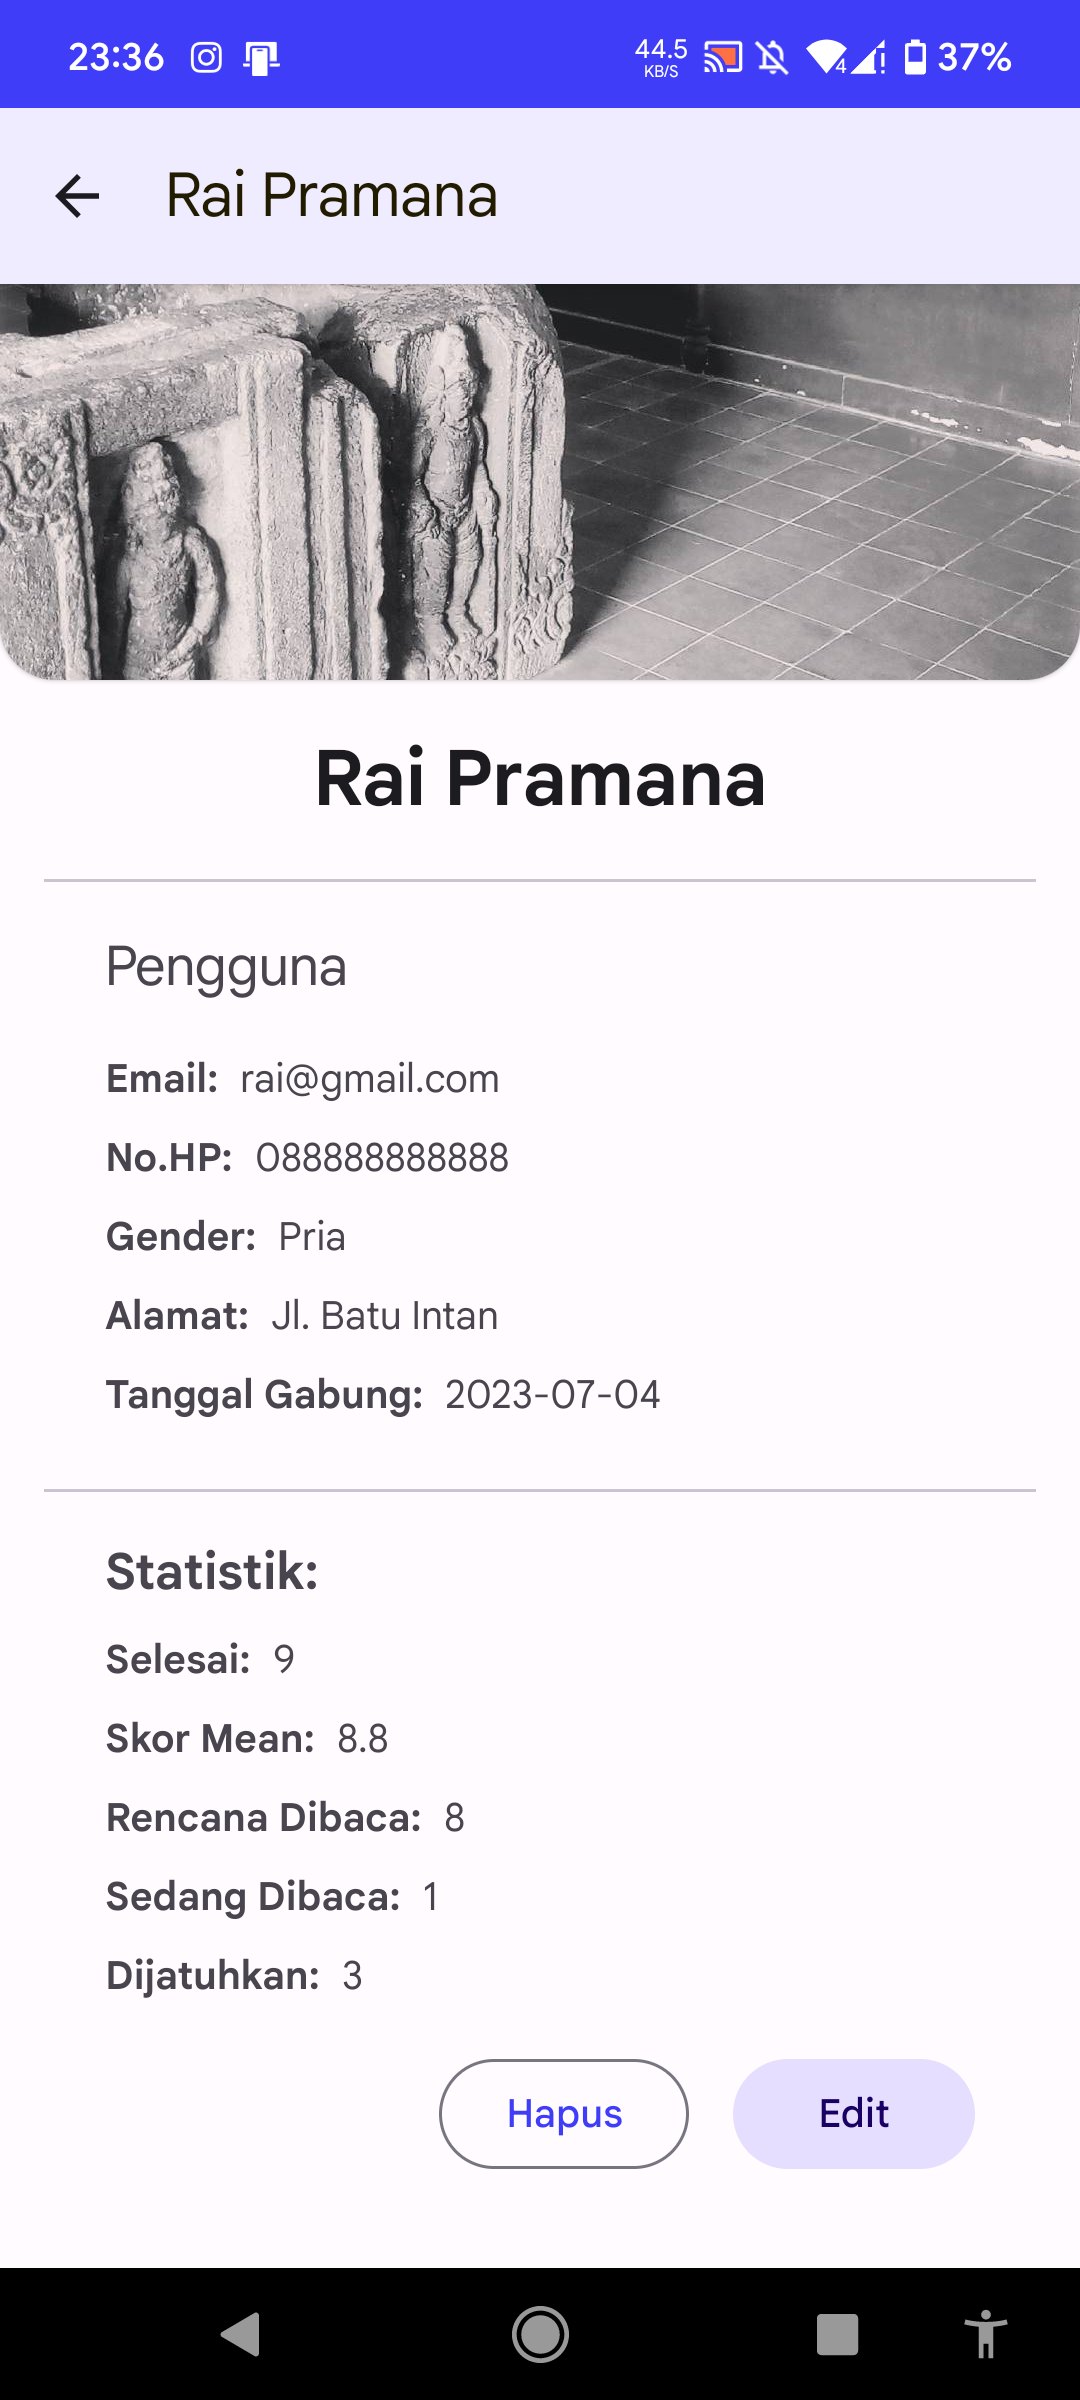 23:36 44.5 KB/S 4 37%
Rai Pramana
Rai Pramana
Pengguna
Email: rai@gmail.com
No.HP: 088888888888
Gender: Pria
Alamat: Jl. Batu Intan
Tanggal Gabung: 2023-07-04
Statistik:
Selesai: 9
Skor Mean: 8.8
Rencana Dibaca: 8
Sedang Dibaca: 1
Dijatuhkan: 3
Hapus Edit